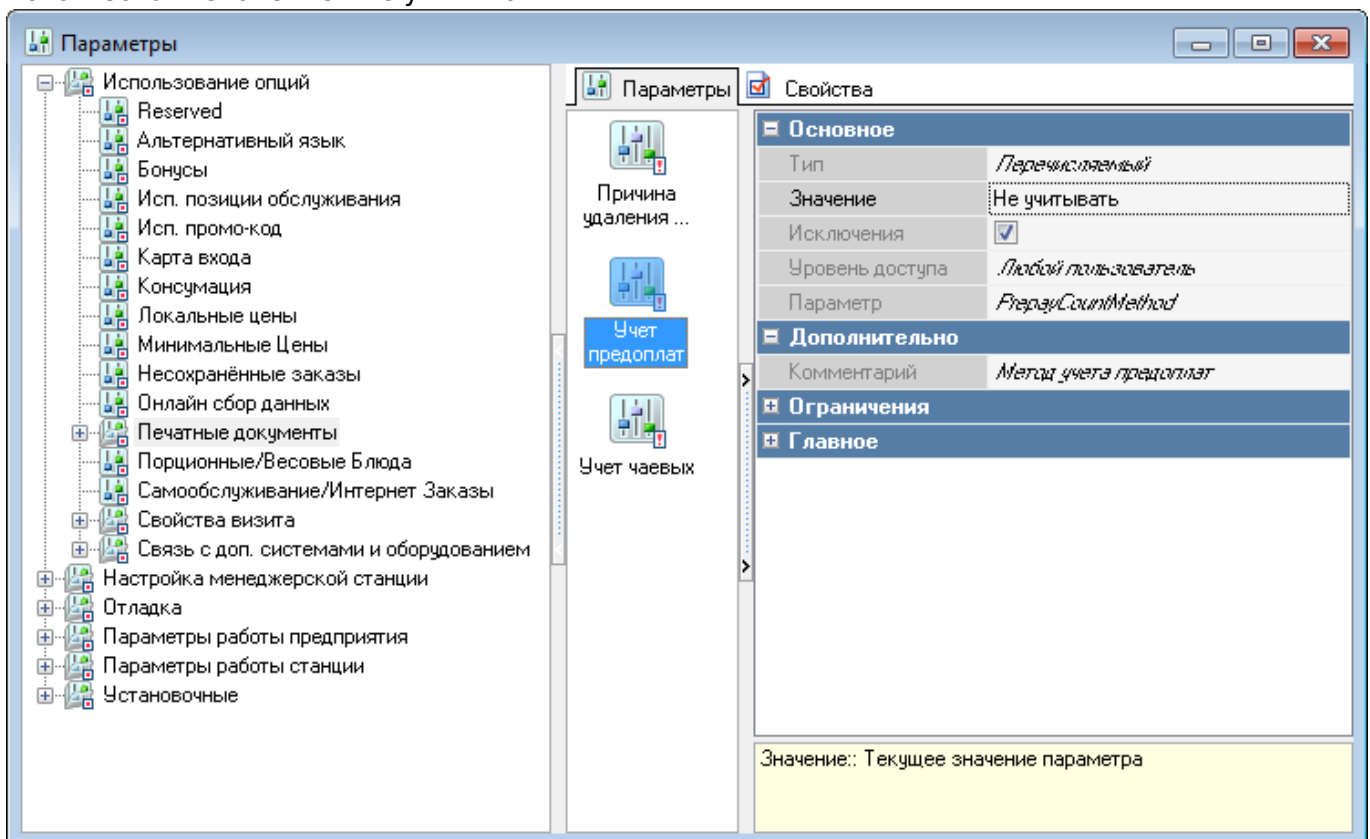 Параметры
Использование опций
Reserved
Альтернативный язык
Бонусы
Исп. позиции обслуживания
Исп. промо-код
Карта входа
Консумация
Локальные цены
Минимальные Цены
Несохранённые заказы
Онлайн сбор данных
Печатные документы
Порционные/Весовые Блюда
Самообслуживание/Интернет Заказы
Свойства визита
Связь с доп. системами и оборудованием
Настройка менеджерской станции
Отладка
Параметры работы предприятия
Параметры работы станции
Установочные
Параметры Свойства
Причина
удаления ...
Учет
предоплат
Учет чаевых
Основное
Тип Перечисляемый
Значение Не учитывать
Исключения
Уровень доступа Любой пользователь
Параметр PrepayCountMethod
Дополнительно
Комментарий Метод учета предоплат
Ограничения
Главное
Значение:: Текущее значение параметра